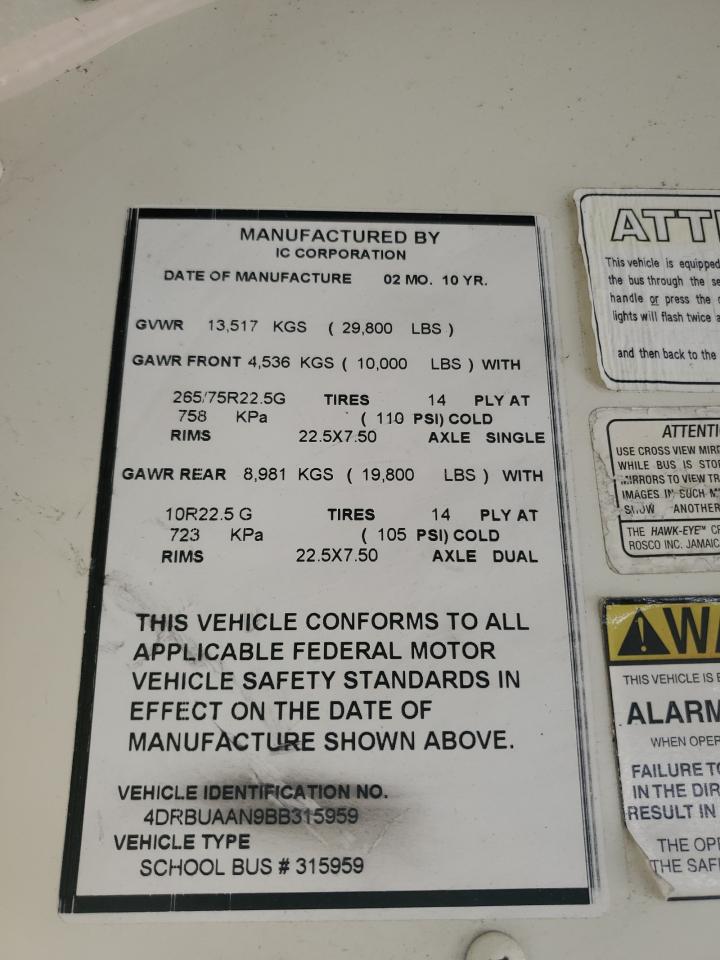 MANUFACTURED BY
IC CORPORATION
DATE OF MANUFACTURE 02 MO. 10 YR.
GVWR 13,517 KGS ( 29,800 LBS )
GAWR FRONT 4,536 KGS ( 10,000 LBS ) WITH
265/75R22.5G TIRES 14 PLY AT
758 KPa ( 110 PSI) COLD
RIMS 22.5X7.50 AXLE SINGLE
GAWR REAR 8,981 KGS ( 19,800 LBS ) WITH
10R22.5 G TIRES 14 PLY AT
723 KPa ( 105 PSI) COLD
RIMS 22.5X7.50 AXLE DUAL
THIS VEHICLE CONFORMS TO ALL
APPLICABLE FEDERAL MOTOR
VEHICLE SAFETY STANDARDS IN
EFFECT ON THE DATE OF
MANUFACTURE SHOWN ABOVE.
VEHICLE IDENTIFICATION NO.
4DRBUAAN9BB315959
VEHICLE TYPE
SCHOOL BUS # 315959
ATT
This vehicle is equipped
the bus through the se
handle or press the
lights will flash twice a
and then back to the
ATTENTI
USE CROSS VIEW MIRR
WHILE BUS IS STO
MIRRORS TO VIEW TR
IMAGES IN SUCH M
SHOW ANOTHER
THE HAWK-EYE™ C
ROSCO INC. JAMAIC
WA
THIS VEHICLE IS E
ALARM
WHEN OPER
FAILURE TO
IN THE DIR
RESULT IN
THE OPE
THE SAF